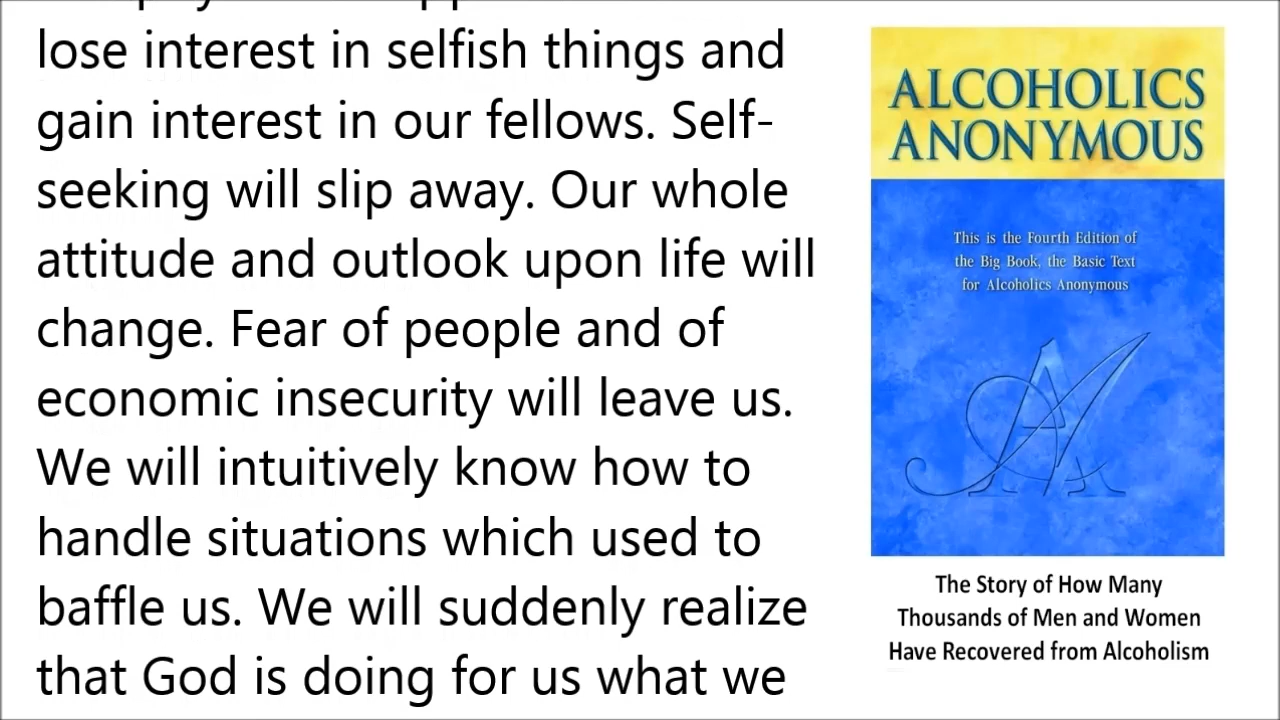 lose interest in selfish things and
gain interest in our fellows. Self-
seeking will slip away. Our whole
attitude and outlook upon life will
change. Fear of people and of
economic insecurity will leave us.
We will intuitively know how to
handle situations which used to
baffle us. We will suddenly realize
that God is doing for us what we
ALCOHOLICS
ANONYMOUS
This is the Fourth Edition of
the Big Book, the Basic Text
for Alcoholics Anonymous
AA
The Story of How Many
Thousands of Men and Women
Have Recovered from Alcoholism